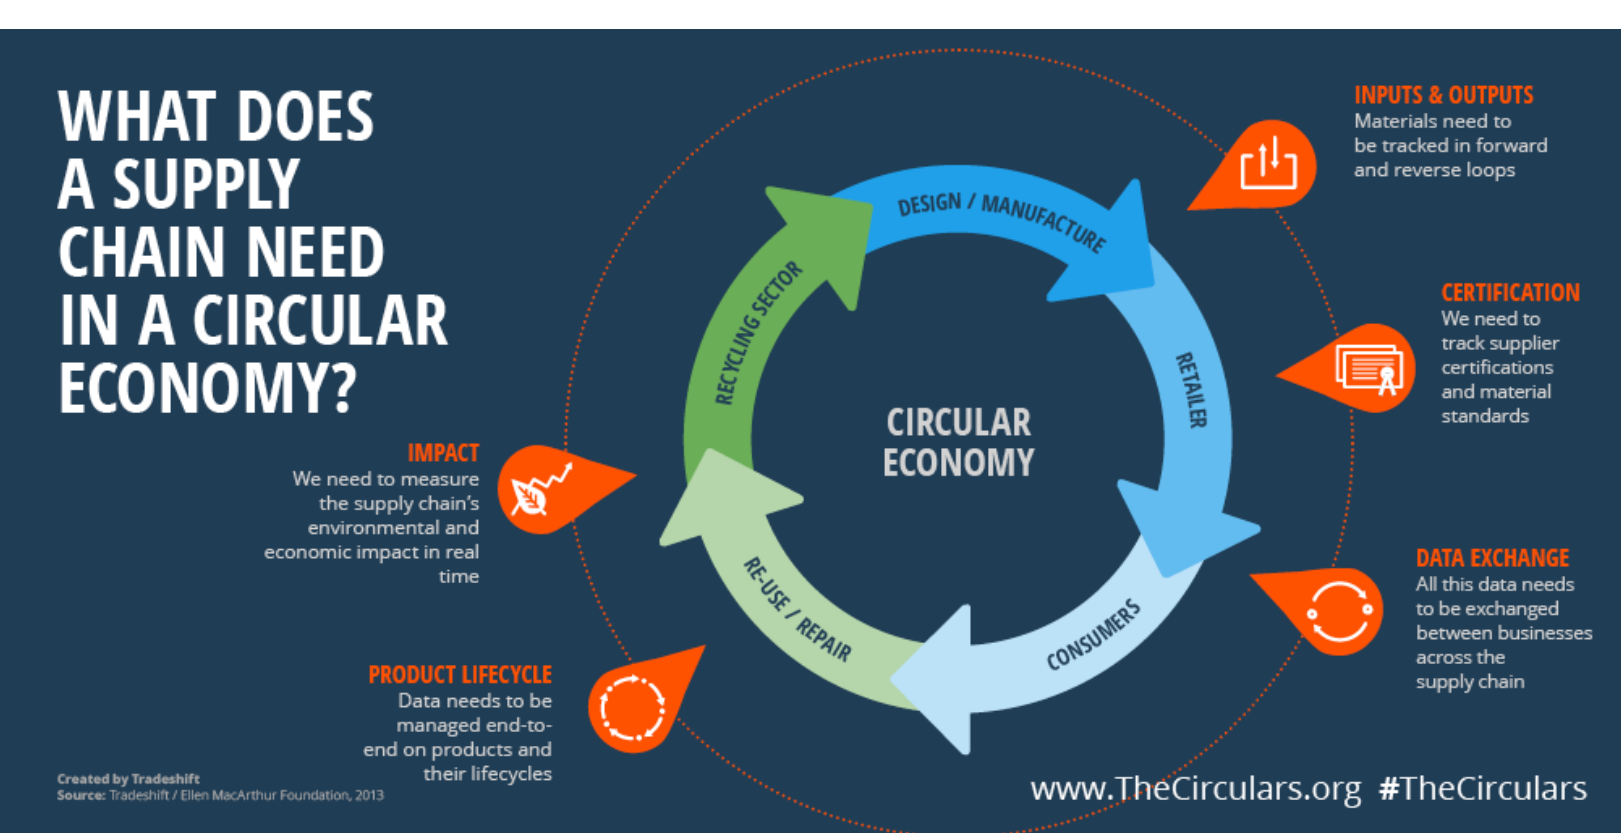 WHAT DOES
A SUPPLY
CHAIN NEED
IN A CIRCULAR
ECONOMY?
INPUTS & OUTPUTS
Materials need to
be tracked in forward
and reverse loops
CERTIFICATION
We need to
track supplier
certifications
and material
standards
DATA EXCHANGE
All this data needs
to be exchanged
between businesses
across the
supply chain
PRODUCT LIFECYCLE
Data needs to be
managed end-to-
end on products and
their lifecycles
IMPACT
We need to measure
the supply chain's
environmental and
economic impact in real
time
DESIGN / MANUFACTURE
RETAILER
CONSUMERS
RE-USE / REPAIR
RECYCLING SECTOR
CIRCULAR
ECONOMY
Created by Tradeshift
Source: Tradeshift / Ellen MacArthur Foundation, 2013
www.TheCirculars.org #TheCirculars